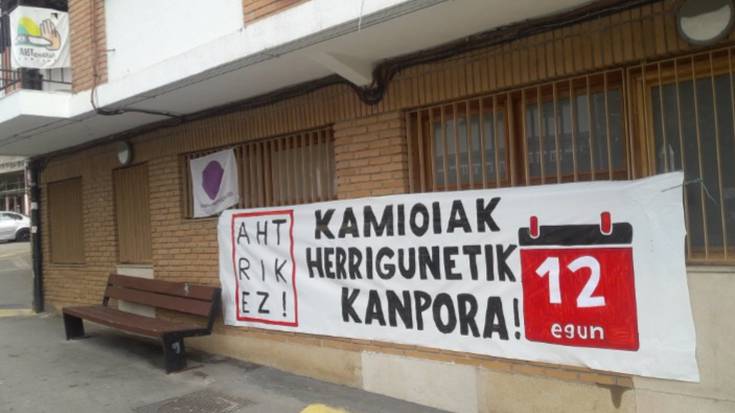 AHT
RIK
EZ!
KAMIOIAK
HERRIGUNETIK
KANPORA!
12
egun